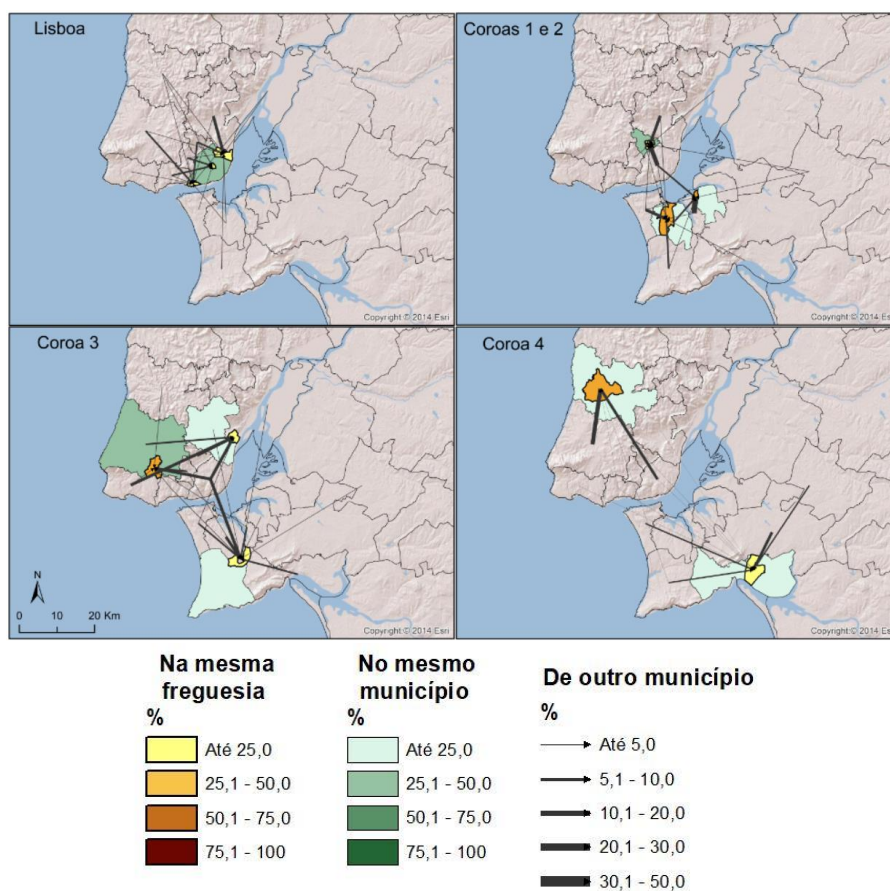 Lisboa
Copyright © 2014 Esri
Coroas 1 e 2
Copyright © 2014 Esri
Coroa 3
N
0 10 20 Km
Copyright © 2014 Esri
Coroa 4
Copyright © 2014 Esri
Na mesma
freguesia
%
Até 25,0
25,1 - 50,0
50,1 - 75,0
75,1 - 100
No mesmo
município
%
Até 25,0
25,1 - 50,0
50,1 - 75,0
75,1 - 100
De outro município
%
Até 5,0
5,1 - 10,0
10,1 - 20,0
20,1 - 30,0
30,1 - 50,0